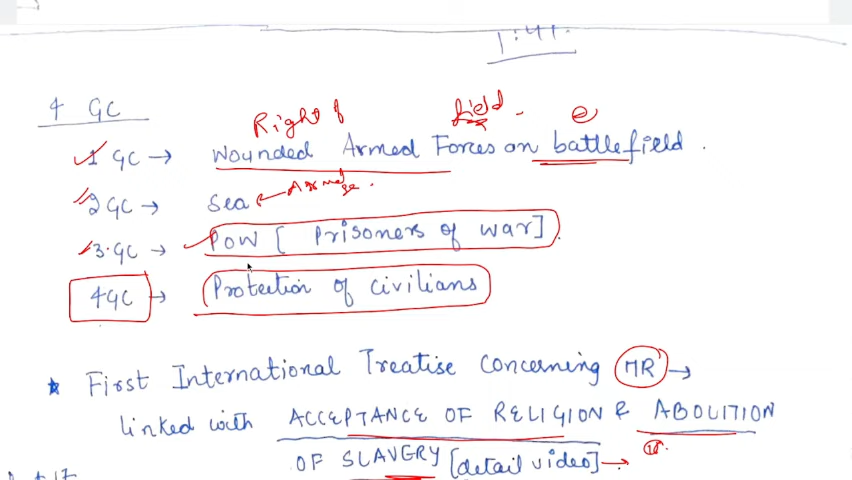 4 GC
Right of field
1 GC → Wounded Armed Forces on battlefield.
2 GC → Sea ← Armed
3. GC → POW [ Prisoners of war].
4 GC → Protection of civilians
★ First International Treatise concerning HR →
linked with ACCEPTANCE OF RELIGION & ABOLITION
OF SLAVERY [detail video] →